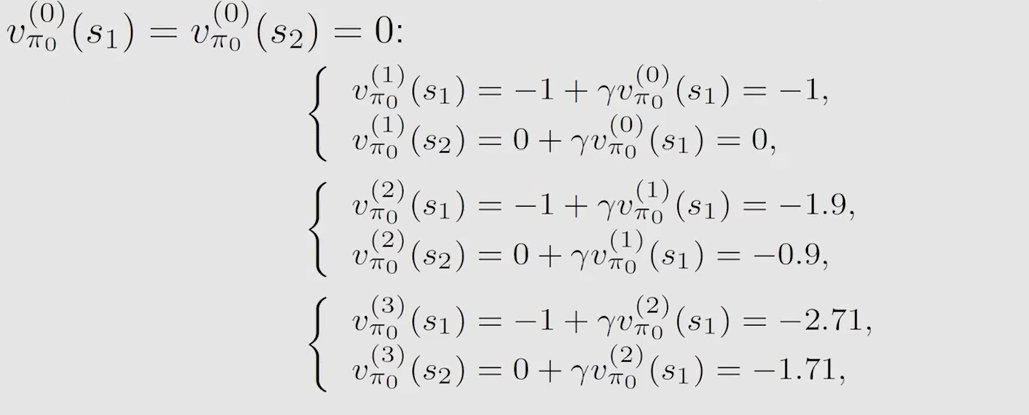 $v_{\pi_0}^{(0)}(s_1) = v_{\pi_0}^{(0)}(s_2) = 0$:
$v_{\pi_0}^{(1)}(s_1) = -1 + \gamma v_{\pi_0}^{(0)}(s_1) = -1,$
$v_{\pi_0}^{(1)}(s_2) = 0 + \gamma v_{\pi_0}^{(0)}(s_1) = 0,$
$v_{\pi_0}^{(2)}(s_1) = -1 + \gamma v_{\pi_0}^{(1)}(s_1) = -1.9,$
$v_{\pi_0}^{(2)}(s_2) = 0 + \gamma v_{\pi_0}^{(1)}(s_1) = -0.9,$
$v_{\pi_0}^{(3)}(s_1) = -1 + \gamma v_{\pi_0}^{(2)}(s_1) = -2.71,$
$v_{\pi_0}^{(3)}(s_2) = 0 + \gamma v_{\pi_0}^{(2)}(s_1) = -1.71,$